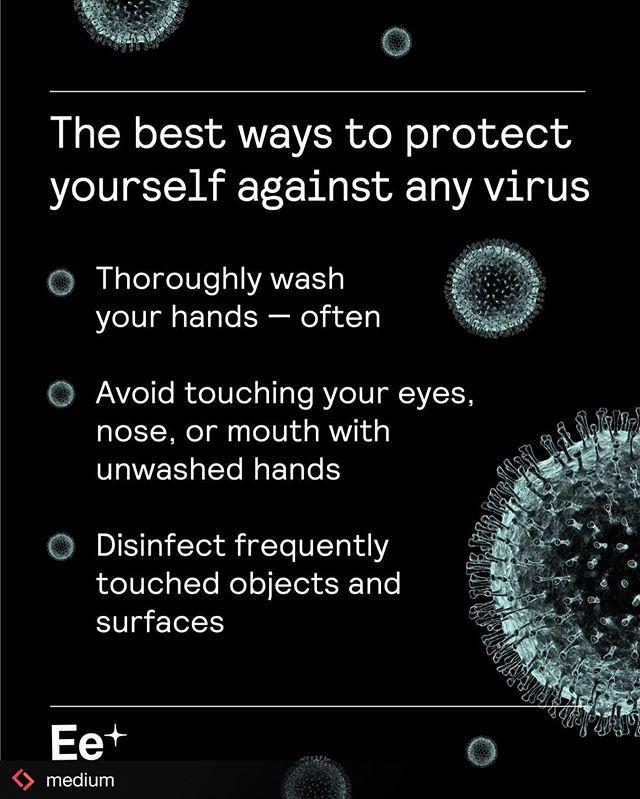 The best ways to protect
yourself against any virus
Thoroughly wash
your hands — often
Avoid touching your eyes,
nose, or mouth with
unwashed hands
Disinfect frequently
touched objects and
surfaces
Ee+
medium